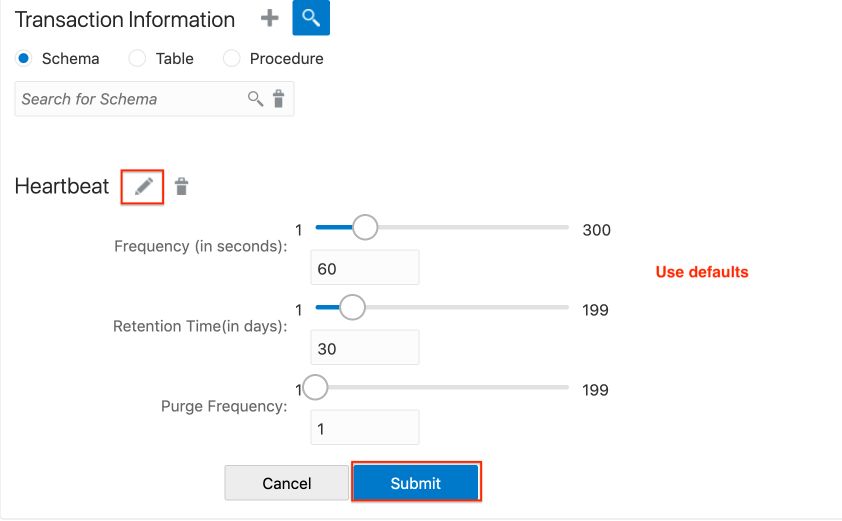 Transaction Information
Schema Table Procedure
Search for Schema
Heartbeat
1 300
Frequency (in seconds):
60
Use defaults
1 199
Retention Time(in days):
30
1 199
Purge Frequency:
1
Cancel Submit